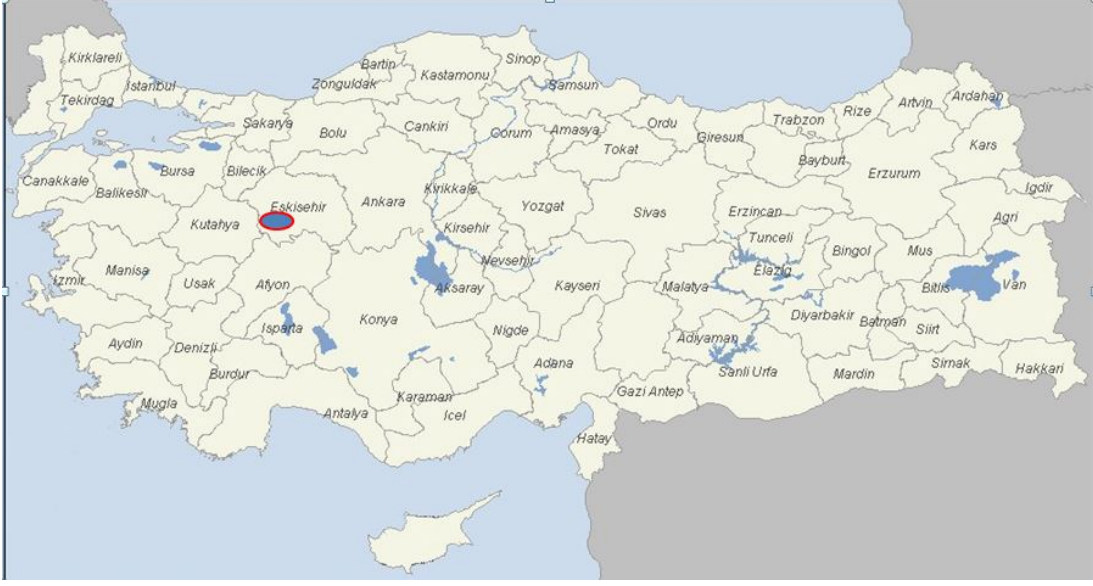 Kirklareli
Tekirdag
Istanbul
Bartin
Zonguldak
Kastamonu
Sinop
Samsun
Sakarya
Bolu
Cankiri
Corum
Amasya
Tokat
Ordu
Giresun
Trabzon
Rize
Artvin
Ardahan
Kars
Bayburt
Erzurum
Igdir
Agri
Canakkale
Balikesir
Bursa
Bilecik
Eskisehir
Ankara
Kirikkale
Yozgat
Sivas
Erzincan
Tunceli
Kutahya
Kirsehir
Nevsehir
Bingol
Mus
Manisa
Izmir
Usak
Afyon
Aksaray
Kayseri
Malatya
Elazig
Bitlis
Van
Isparta
Konya
Nigde
Diyarbakir
Batman
Siirt
Adiyaman
Aydin
Denizli
Burdur
Adana
Sanli Urfa
Mardin
Sirnak
Hakkari
Mugla
Antalya
Karaman
Icel
Gazi Antep
Hatay